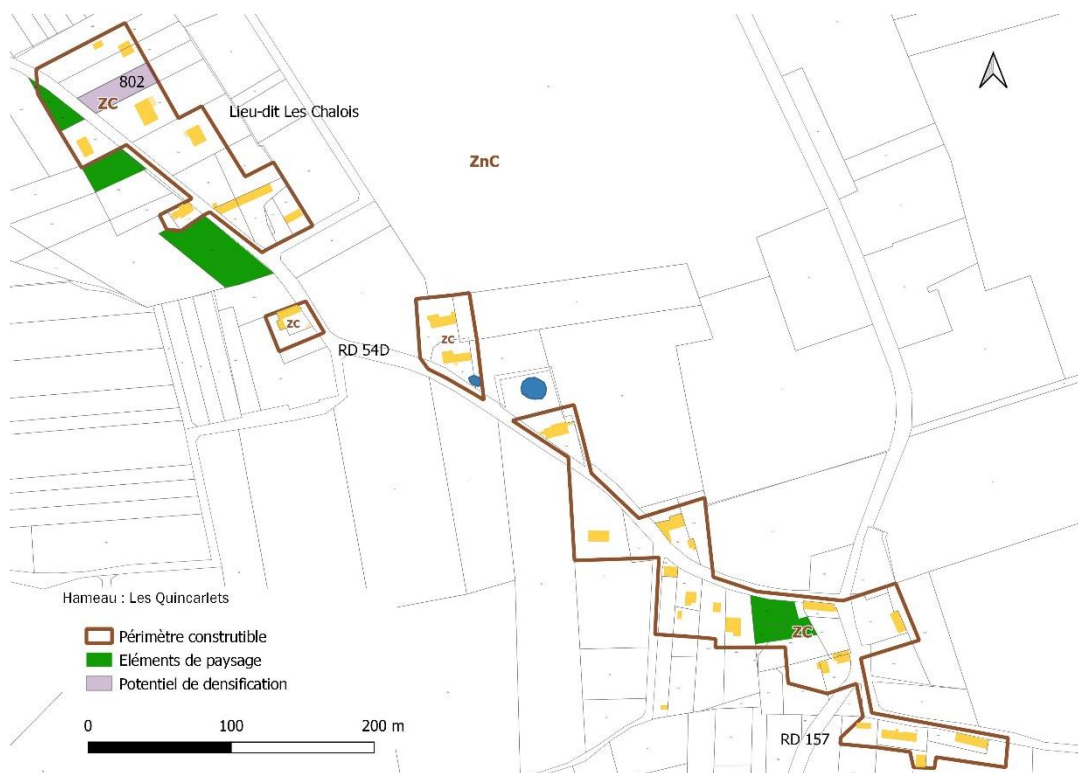 802
ZC
Lieu-dit Les Chalois
ZnC
ZC
ZC
RD 54D
ZC
RD 157
Hameau : Les Quincarlets
Périmètre construtible
Eléments de paysage
Potentiel de densification
0 100 200 m